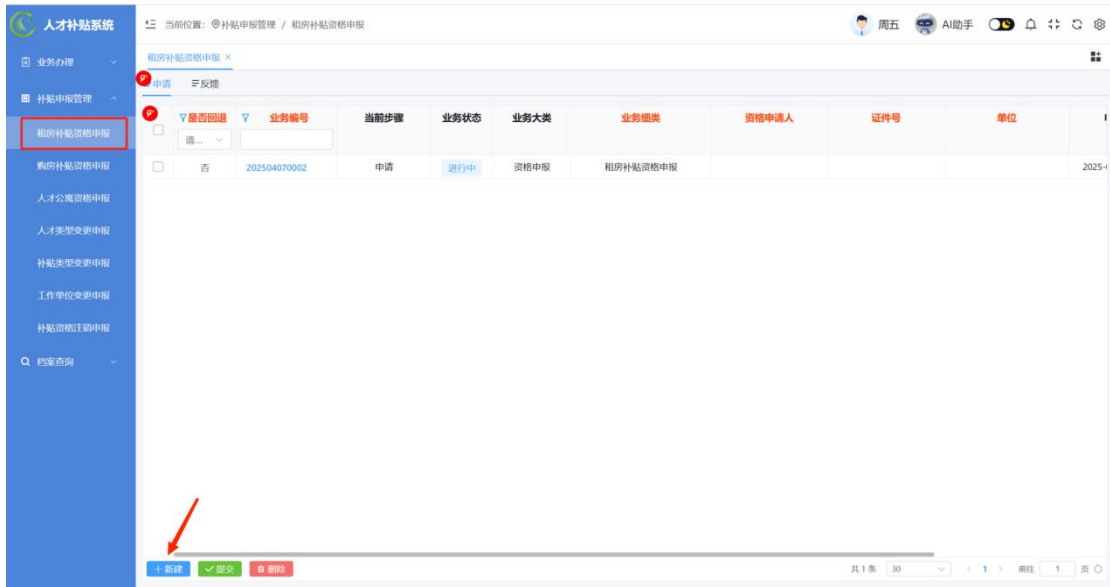 人才补贴系统
当前位置: 补贴申报管理 / 租房补贴资格申报
周五
AI助手
业务办理
补贴申报管理
租房补贴资格申报
购房补贴资格申报
人才公寓资格申报
人才类型变更申报
补贴类型变更申报
工作单位变更申报
补贴资格注销申报
档案查询
租房补贴资格申报 ×
申请 反馈
是否回退 业务编号 当前步骤 业务状态 业务大类 业务细类 资格申请人 证件号 单位
请...
否 202504070002 申请 进行中 资格申报 租房补贴资格申报 2025-
+ 新建 提交 删除
共 1 条 30 < 1 > 前往 1 页